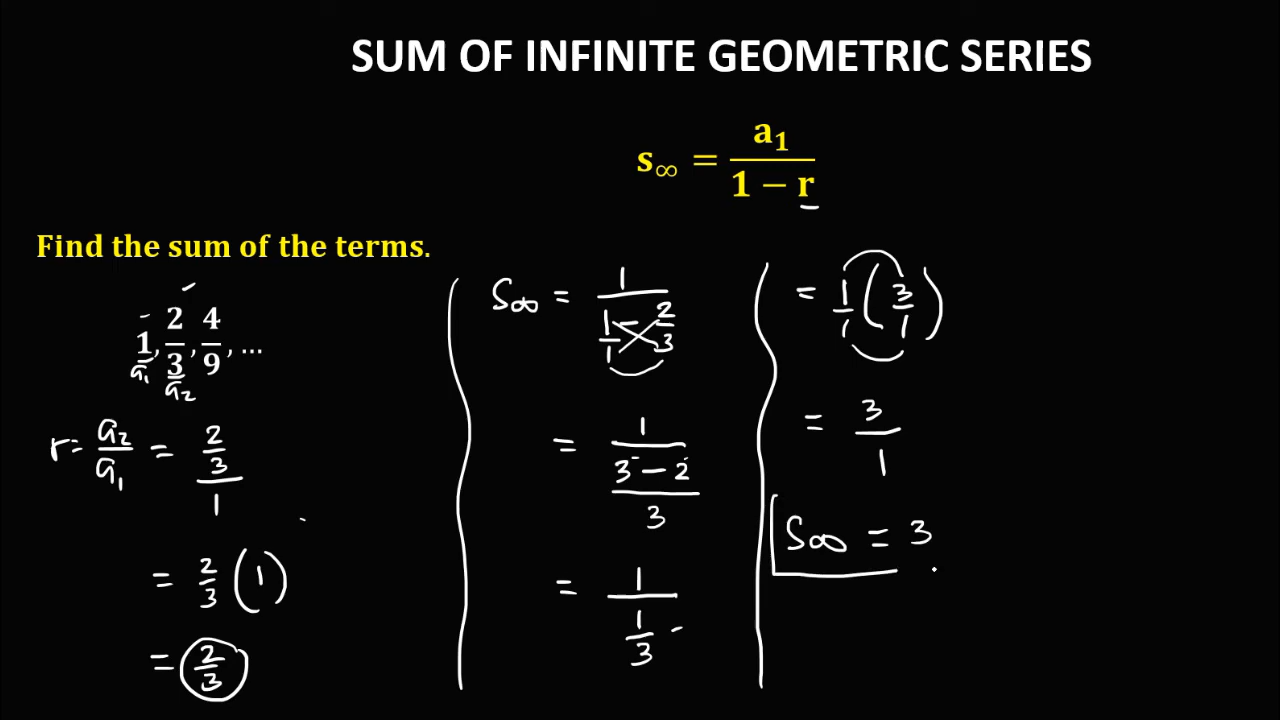 SUM OF INFINITE GEOMETRIC SERIES
s∞ = a₁ / (1 − r)
Find the sum of the terms.
1, 2/3, 4/9, ...
a₁ a₂
r = a₂/a₁ = (2/3)/1
= 2/3 (1)
= 2/3
S∞ = 1 / (1/1 − 2/3)
= 1 / ((3 − 2)/3)
= 1 / (1/3)
= 1/1 (3/1)
= 3/1
S∞ = 3